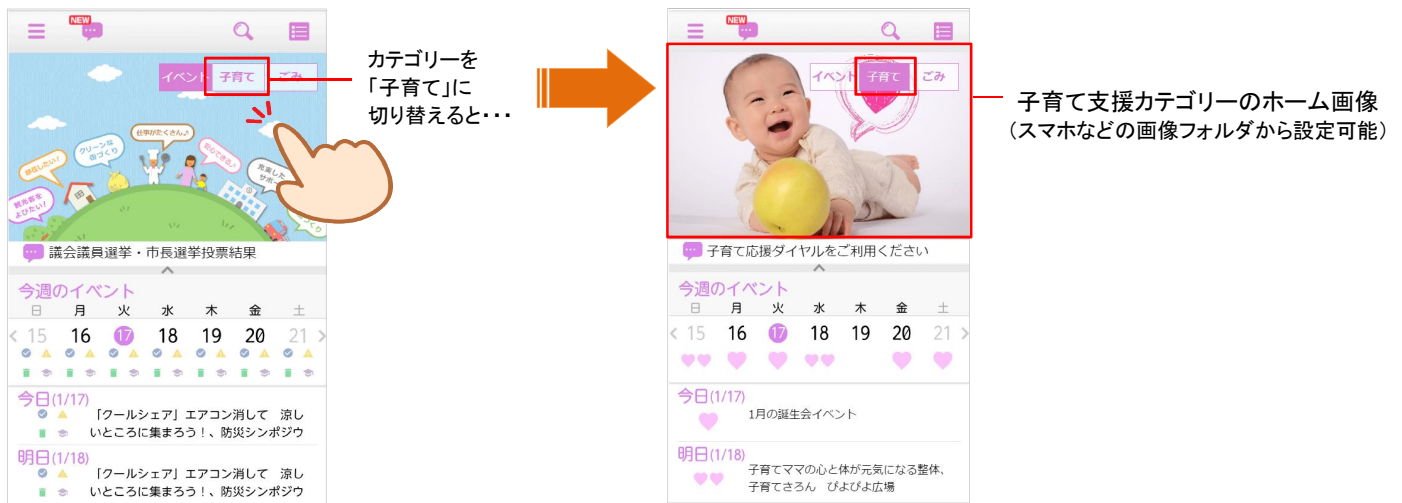 NEW
イベント 子育て ごみ
仕事がたくさん♪
クリーンな
街づくり
安心できる♪
移住したい!
充実した
サポート
観光客を
よびたい!
議会議員選挙・市長選挙投票結果
今週のイベント
日 月 火 水 木 金 土
< 15 16 17 18 19 20 21 >
今日(1/17)
「クールシェア」エアコン消して 涼し
いところに集まろう!、防災シンポジウ
明日(1/18)
「クールシェア」エアコン消して 涼し
いところに集まろう!、防災シンポジウ
カテゴリーを
「子育て」に
切り替えると・・・
NEW
イベント 子育て ごみ
子育て応援ダイヤルをご利用ください
今週のイベント
日 月 火 水 木 金 土
< 15 16 17 18 19 20 21 >
今日(1/17)
1月の誕生会イベント
明日(1/18)
子育てママの心と体が元気になる整体、
子育てさろん ぴよぴよ広場
子育て支援カテゴリーのホーム画像
(スマホなどの画像フォルダから設定可能)